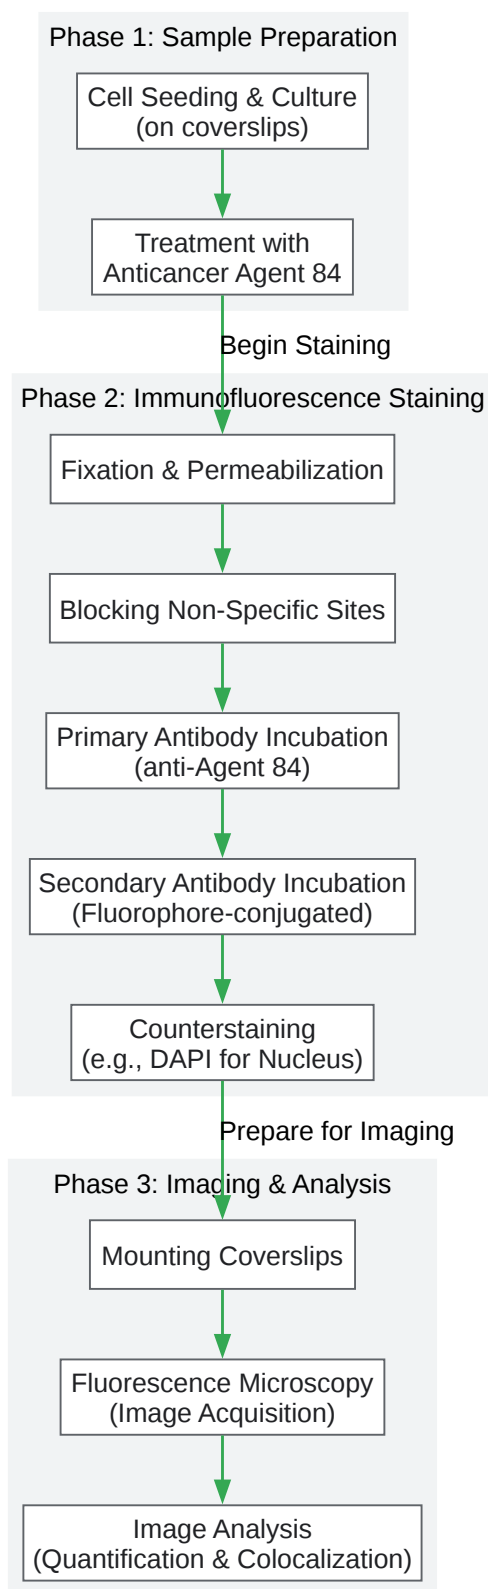 Phase 1: Sample Preparation
Cell Seeding & Culture
(on coverslips)
Treatment with
Anticancer Agent 84
Begin Staining
Phase 2: Immunofluorescence Staining
Fixation & Permeabilization
Blocking Non-Specific Sites
Primary Antibody Incubation
(anti-Agent 84)
Secondary Antibody Incubation
(Fluorophore-conjugated)
Counterstaining
(e.g., DAPI for Nucleus)
Prepare for Imaging
Phase 3: Imaging & Analysis
Mounting Coverslips
Fluorescence Microscopy
(Image Acquisition)
Image Analysis
(Quantification & Colocalization)